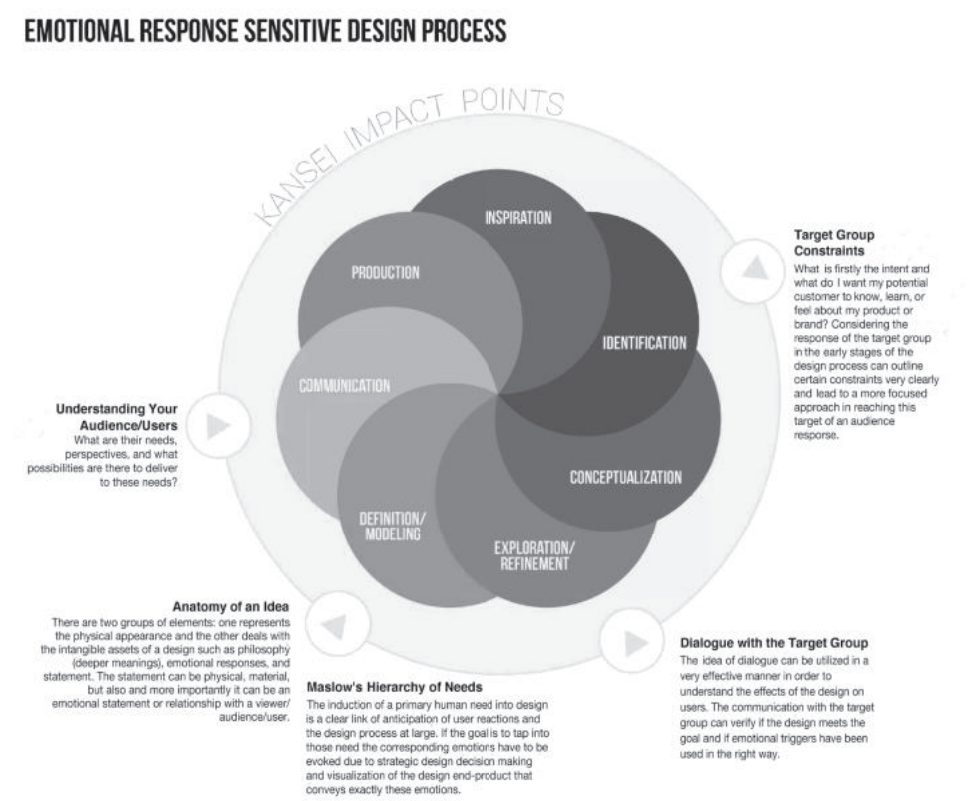 EMOTIONAL RESPONSE SENSITIVE DESIGN PROCESS
KANSEI IMPACT POINTS
INSPIRATION
PRODUCTION
IDENTIFICATION
COMMUNICATION
CONCEPTUALIZATION
DEFINITION/
MODELING
EXPLORATION/
REFINEMENT
Target Group
Constraints
What is firstly the intent and
what do I want my potential
customer to know, learn, or
feel about my product or
brand? Considering the
response of the target group
in the early stages of the
design process can outline
certain constraints very clearly
and lead to a more focused
approach in reaching this
target of an audience
response.
Understanding Your
Audience/Users
What are their needs,
perspectives, and what
possibilities are there to deliver
to these needs?
Anatomy of an Idea
There are two groups of elements: one represents
the physical appearance and the other deals with
the intangible assets of a design such as philosophy
(deeper meanings), emotional responses, and
statement. The statement can be physical, material,
but also and more importantly it can be an
emotional statement or relationship with a viewer/
audience/user.
Maslow's Hierarchy of Needs
The induction of a primary human need into design
is a clear link of anticipation of user reactions and
the design process at large. If the goal is to tap into
those need the corresponding emotions have to be
evoked due to strategic design decision making
and visualization of the design end-product that
conveys exactly these emotions.
Dialogue with the Target Group
The idea of dialogue can be utilized in a
very effective manner in order to
understand the effects of the design on
users. The communication with the target
group can verify if the design meets the
goal and if emotional triggers have been
used in the right way.